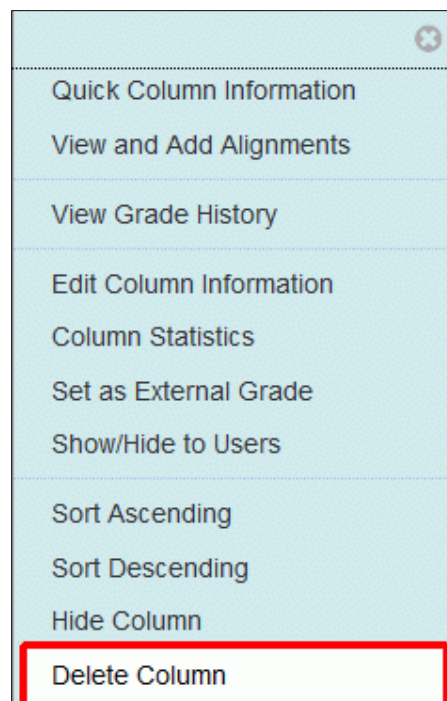 Quick Column Information
View and Add Alignments
View Grade History
Edit Column Information
Column Statistics
Set as External Grade
Show/Hide to Users
Sort Ascending
Sort Descending
Hide Column
Delete Column